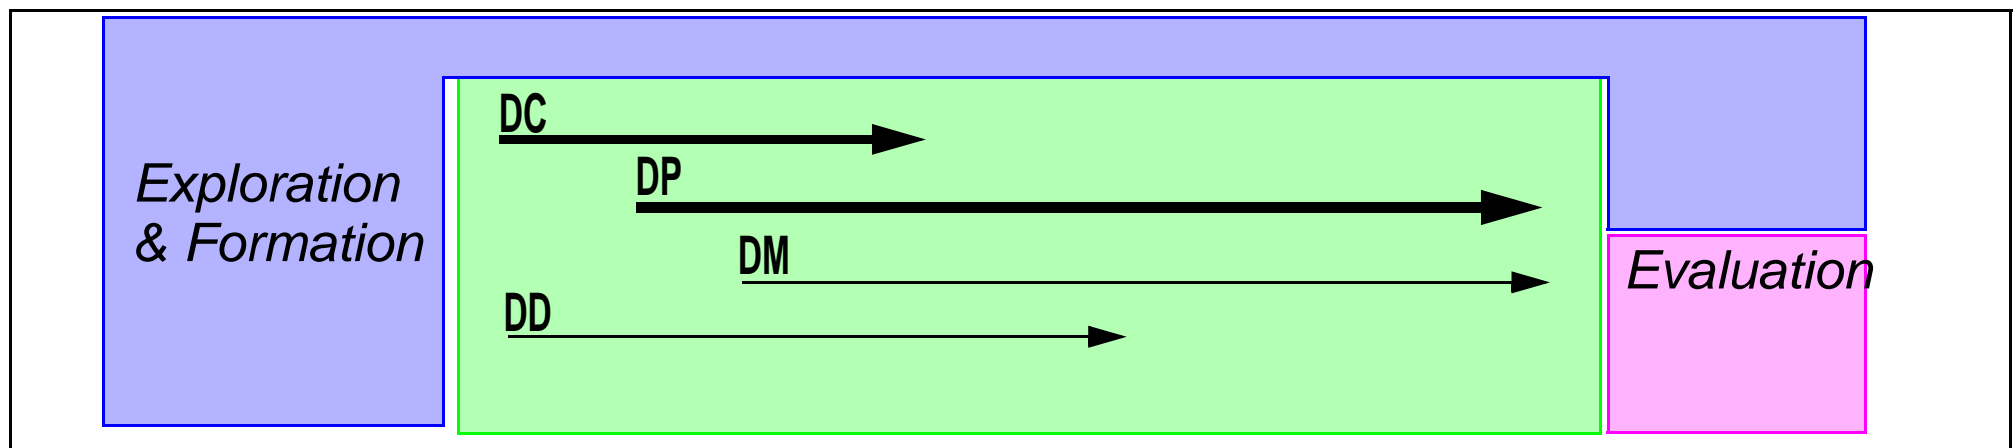 DC
DP
Exploration
& Formation
DM
Evaluation
DD